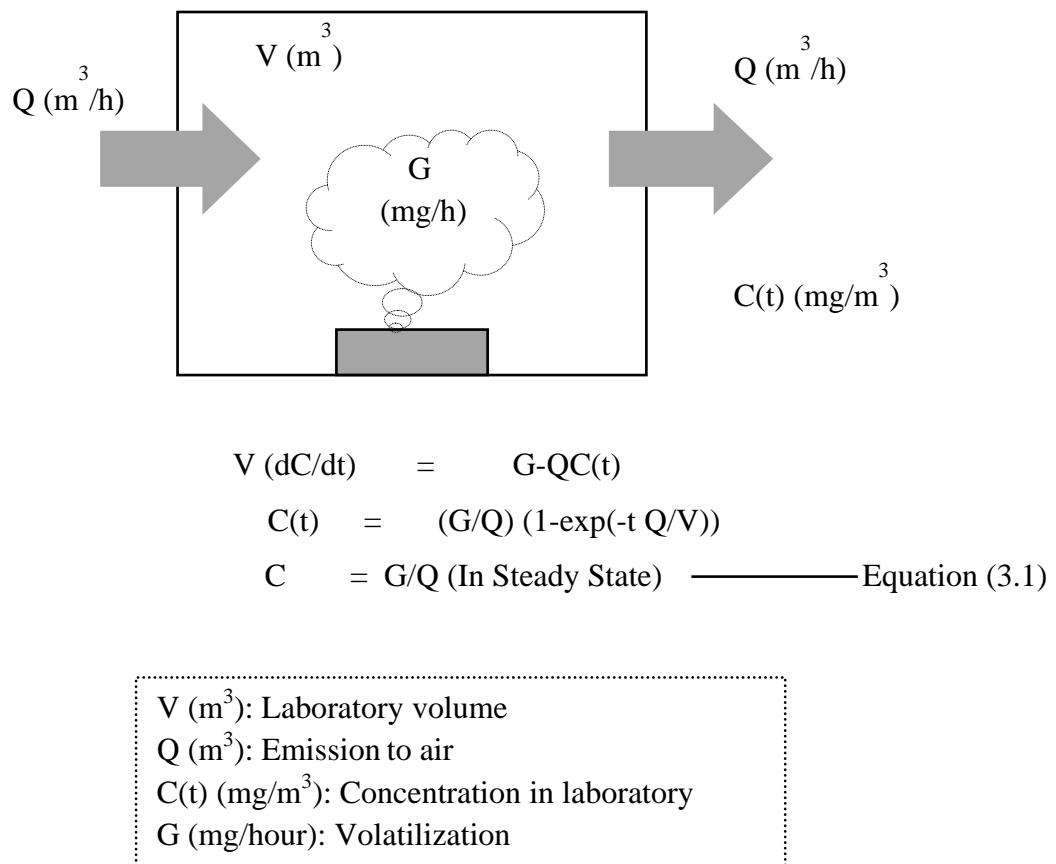 V (m³)
Q (m³/h)
Q (m³/h)
G
(mg/h)
C(t) (mg/m³)
V (dC/dt) = G-QC(t)
C(t) = (G/Q) (1-exp(-t Q/V))
C = G/Q (In Steady State) ――― Equation (3.1)
V (m³): Laboratory volume
Q (m³): Emission to air
C(t) (mg/m³): Concentration in laboratory
G (mg/hour): Volatilization